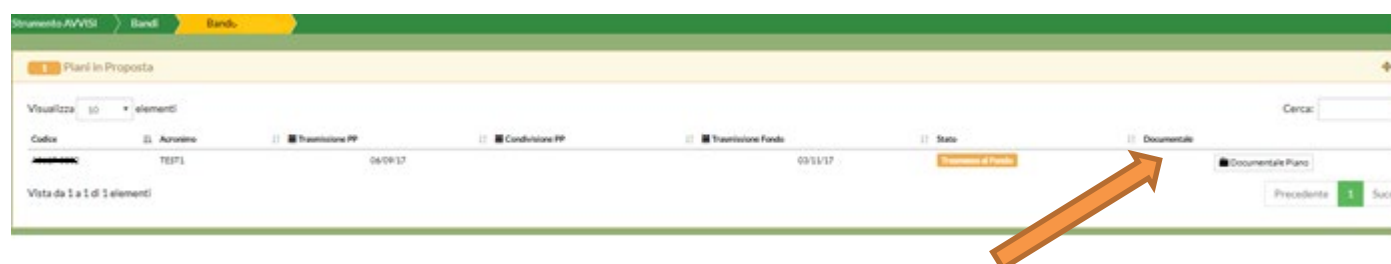 Strumento AVVISI Bandi Bando
1 Piani in Proposta
Visualizza 10 elementi Cerca:
Codice Acronimo Trasmissione PP Condivisione PP Trasmissione Fondo Stato Documentale
TEST1 06/09/17 03/11/17 Trasmesso al Fondo Documentale Piano
Vista da 1 a 1 di 1 elementi
Precedente 1 Succ